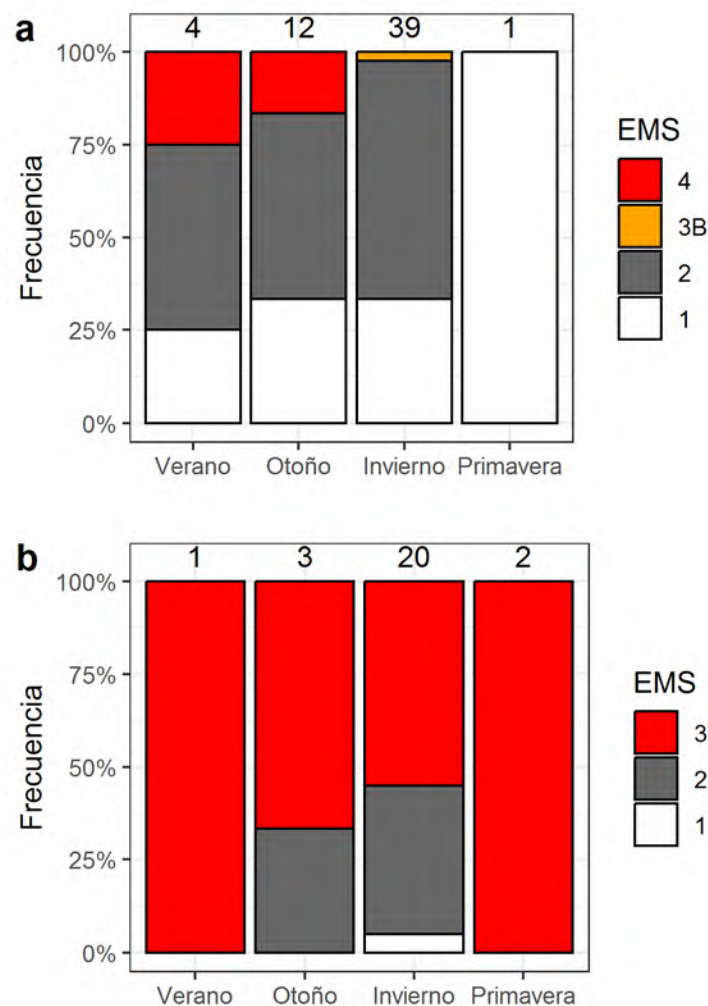 a
4 12 39 1
100%
75%
50%
25%
0%
Frecuencia
Verano Otoño Invierno Primavera
EMS
4
3B
2
1
b
1 3 20 2
100%
75%
50%
25%
0%
Frecuencia
Verano Otoño Invierno Primavera
EMS
3
2
1